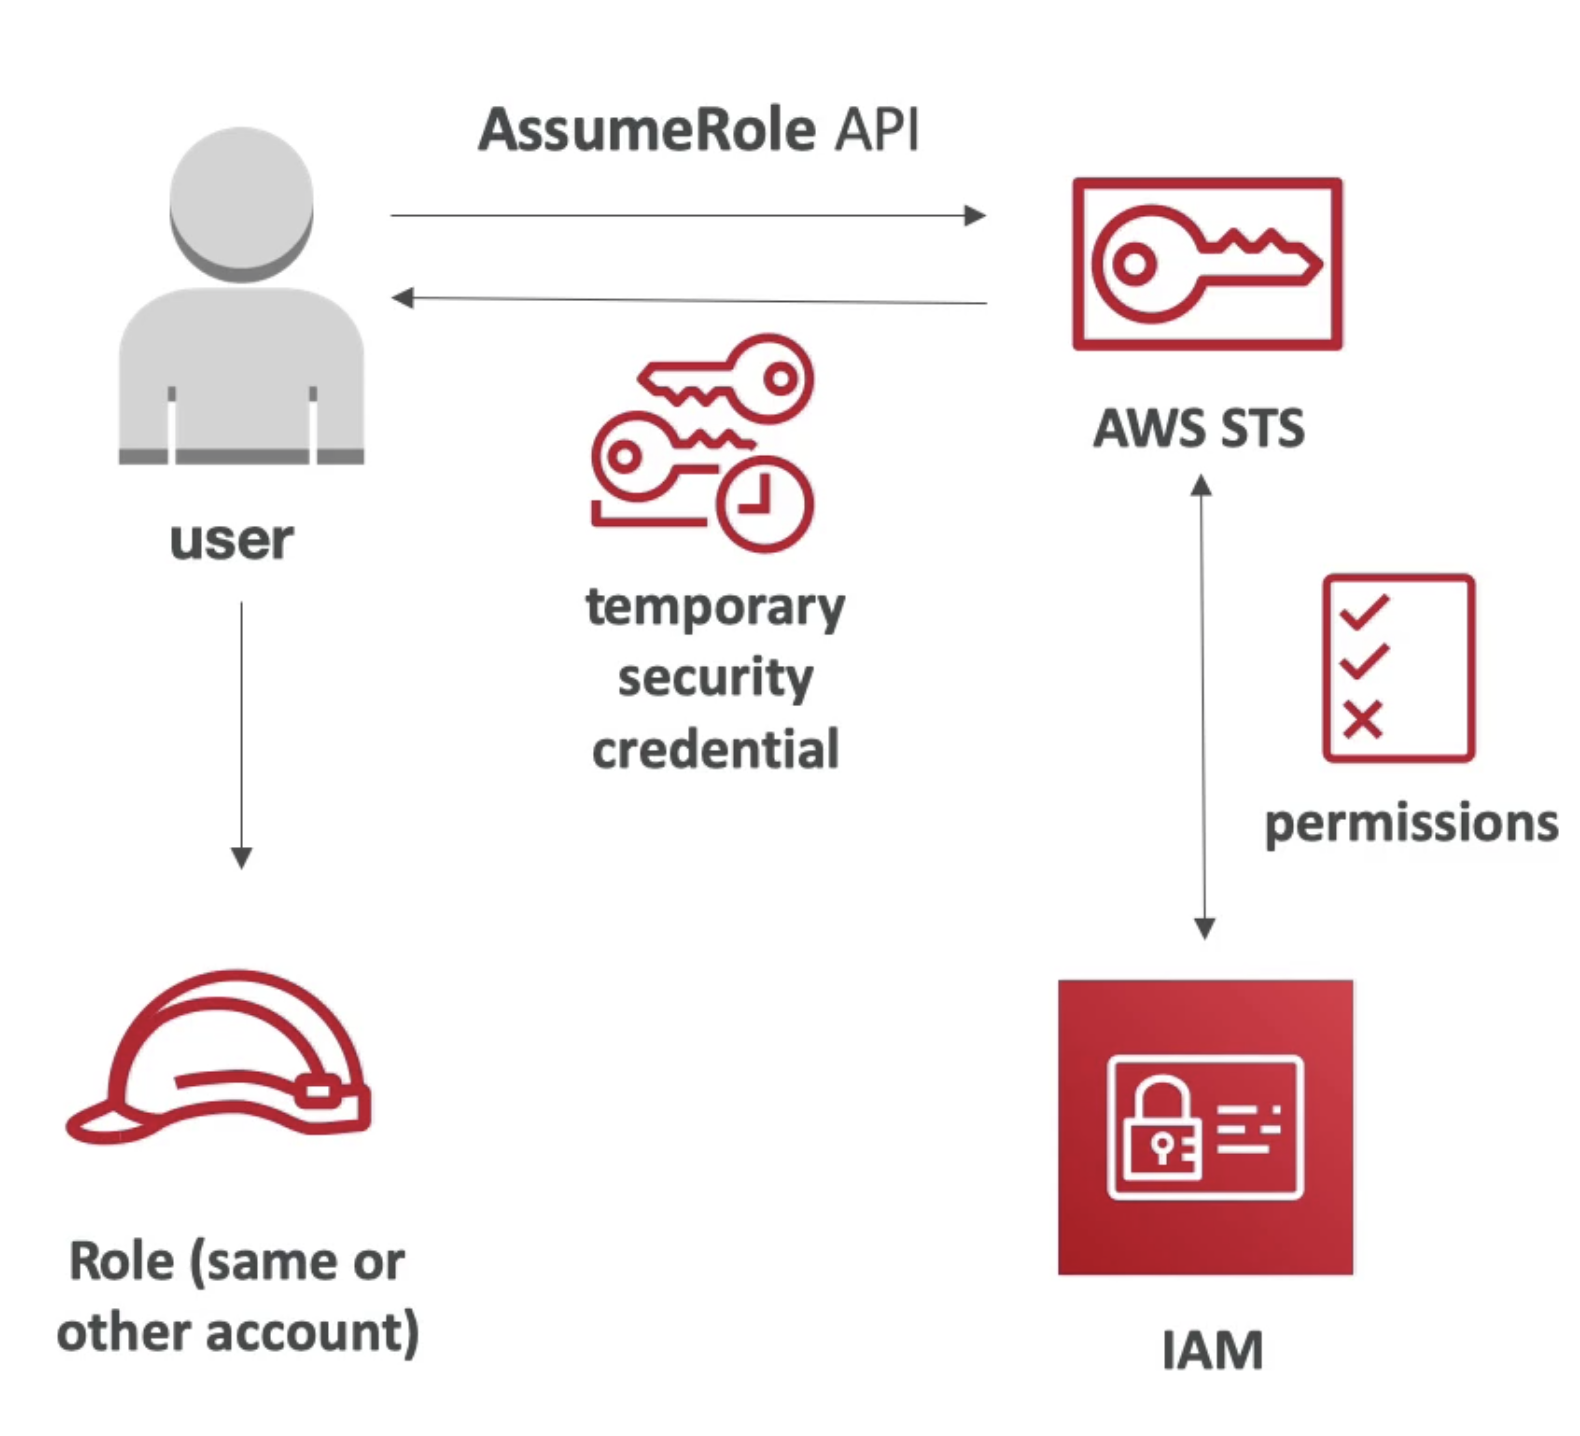 AssumeRole API
AWS STS
user
temporary
security
credential
permissions
Role (same or
other account)
IAM